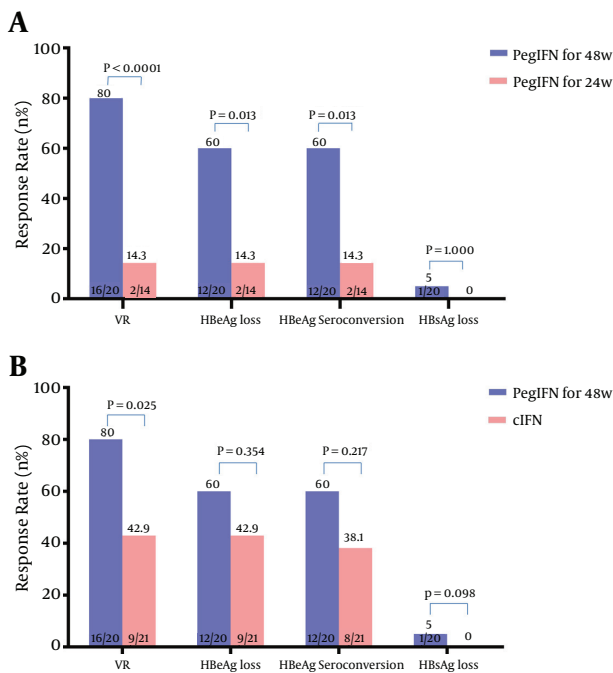 A
PegIFN for 48w
PegIFN for 24w
Response Rate (n%)
100
80
60
40
20
0
P < 0.0001
80
14.3
16/20
2/14
VR
P = 0.013
60
14.3
12/20
2/14
HBeAg loss
P = 0.013
60
14.3
12/20
2/14
HBeAg Seroconversion
P = 1.000
5
1/20
0
HBsAg loss
B
PegIFN for 48w
cIFN
Response Rate (n%)
100
80
60
40
20
0
P = 0.025
80
42.9
16/20
9/21
VR
P = 0.354
60
42.9
12/20
9/21
HBeAg loss
P = 0.217
60
38.1
12/20
8/21
HBeAg Seroconversion
p = 0.098
5
1/20
0
HBsAg loss